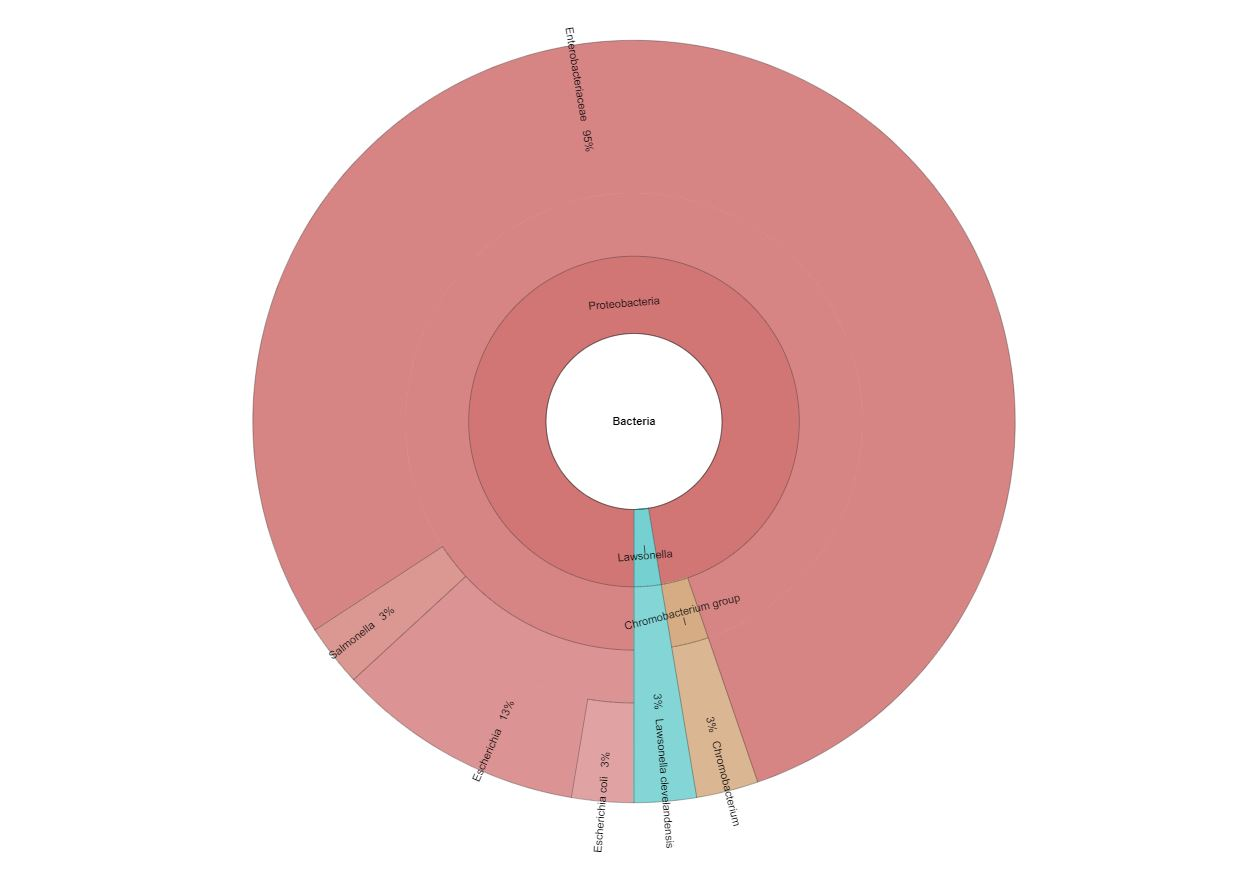 Enterobacteriaceae 95%
Proteobacteria
Bacteria
Lawsonella
Chromobacterium group
Salmonella 3%
Escherichia 13%
Escherichia coli 3%
3% Lawsonella clevelandensis
3% Chromobacterium